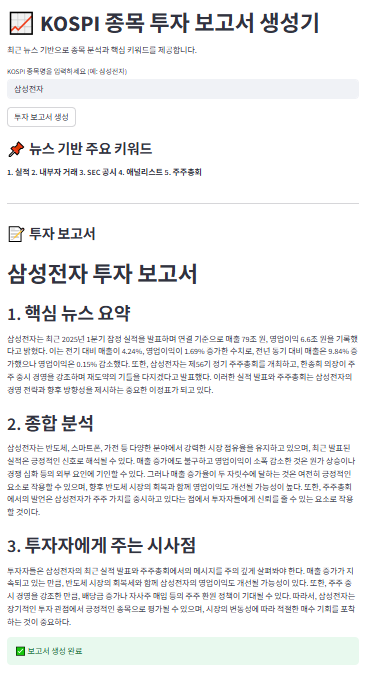 KOSPI 종목 투자 보고서 생성기
최근 뉴스 기반으로 종목 분석과 핵심 키워드를 제공합니다.
KOSPI 종목명을 입력하세요 (예: 삼성전자)
삼성전자
투자 보고서 생성
뉴스 기반 주요 키워드
1. 실적 2. 내부자 거래 3. SEC 공시 4. 애널리스트 5. 주주총회
투자 보고서
삼성전자 투자 보고서
1. 핵심 뉴스 요약
삼성전자는 최근 2025년 1분기 잠정 실적을 발표하며 연결 기준으로 매출 79조 원, 영업이익 6.6조 원을 기록했
다고 밝혔다. 이는 전기 대비 매출이 4.24%, 영업이익이 1.69% 증가한 수치로, 전년 동기 대비 매출은 9.84% 증
가했으나 영업이익은 0.15% 감소했다. 또한, 삼성전자는 제56기 정기 주주총회를 개최하고, 한종희 의장이 주
주 중시 경영을 강조하며 재도약의 기틀을 다지겠다고 발표했다. 이러한 실적 발표와 주주총회는 삼성전자의
경영 전략과 향후 방향성을 제시하는 중요한 이정표가 되고 있다.
2. 종합 분석
삼성전자는 반도체, 스마트폰, 가전 등 다양한 분야에서 강력한 시장 점유율을 유지하고 있으며, 최근 발표된
실적은 긍정적인 신호로 해석될 수 있다. 매출 증가에도 불구하고 영업이익이 소폭 감소한 것은 원가 상승이나
경쟁 심화 등의 외부 요인에 기인할 수 있다. 그러나 매출 증가율이 두 자릿수에 달하는 것은 여전히 긍정적인
요소로 작용할 수 있으며, 향후 반도체 시장의 회복과 함께 영업이익도 개선될 가능성이 높다. 또한, 주주총회
에서의 발언은 삼성전자가 주주 가치를 중시하고 있다는 점에서 투자자들에게 신뢰를 줄 수 있는 요소로 작용
할 것이다.
3. 투자자에게 주는 시사점
투자자들은 삼성전자의 최근 실적 발표와 주주총회에서의 메시지를 주의 깊게 살펴봐야 한다. 매출 증가가 지
속되고 있는 만큼, 반도체 시장의 회복세와 함께 삼성전자의 영업이익도 개선될 가능성이 있다. 또한, 주주 중
시 경영을 강조한 만큼, 배당금 증가나 자사주 매입 등의 주주 환원 정책이 기대될 수 있다. 따라서, 삼성전자는
장기적인 투자 관점에서 긍정적인 종목으로 평가될 수 있으며, 시장의 변동성에 따라 적절한 매수 기회를 포착
하는 것이 중요하다.
보고서 생성 완료